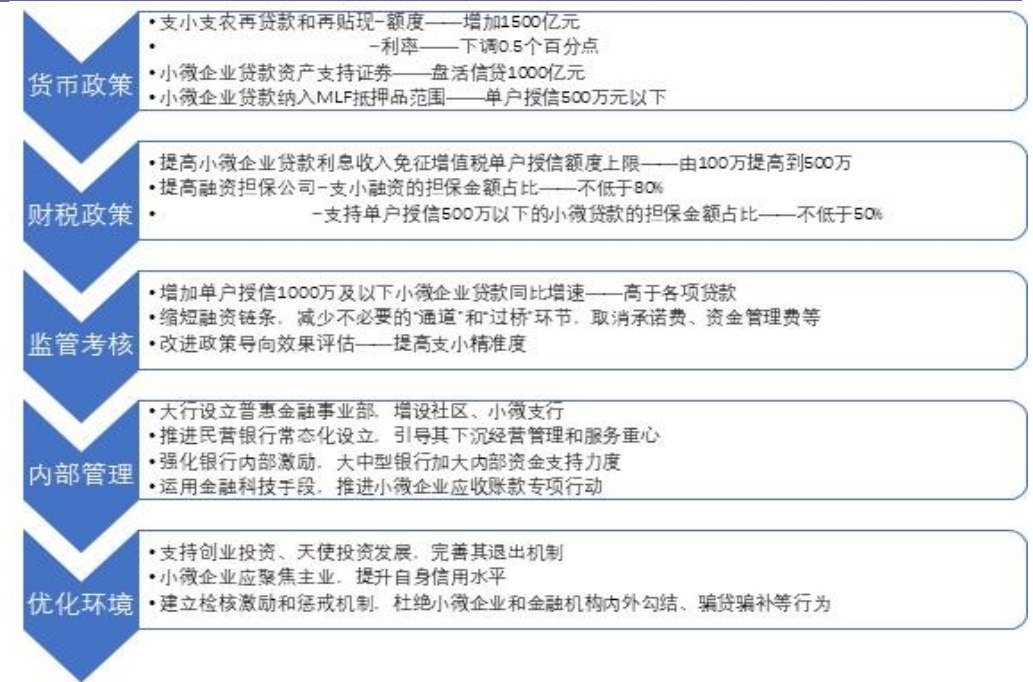 货币政策
•支小支农再贷款和再贴现-额度——增加1500亿元
•-利率——下调0.5个百分点
•小微企业贷款资产支持证券——盘活信贷1000亿元
•小微企业贷款纳入MLF抵押品范围——单户授信500万元以下
财税政策
•提高小微企业贷款利息收入免征增值税单户授信额度上限——由100万提高到500万
•提高融资担保公司-支小融资的担保金额占比——不低于80%
•-支持单户授信500万以下的小微贷款的担保金额占比——不低于50%
监管考核
•增加单户授信1000万及以下小微企业贷款同比增速——高于各项贷款
•缩短融资链条，减少不必要的“通道”和“过桥”环节，取消承诺费、资金管理费等
•改进政策导向效果评估——提高支小精准度
内部管理
•大行设立普惠金融事业部，增设社区、小微支行
•推进民营银行常态化设立，引导其下沉经营管理和服务重心
•强化银行内部激励，大中型银行加大内部资金支持力度
•运用金融科技手段，推进小微企业应收账款专项行动
优化环境
•支持创业投资、天使投资发展，完善其退出机制
•小微企业应聚焦主业，提升自身信用水平
•建立检核激励和惩戒机制，杜绝小微企业和金融机构内外勾结、骗贷骗补等行为